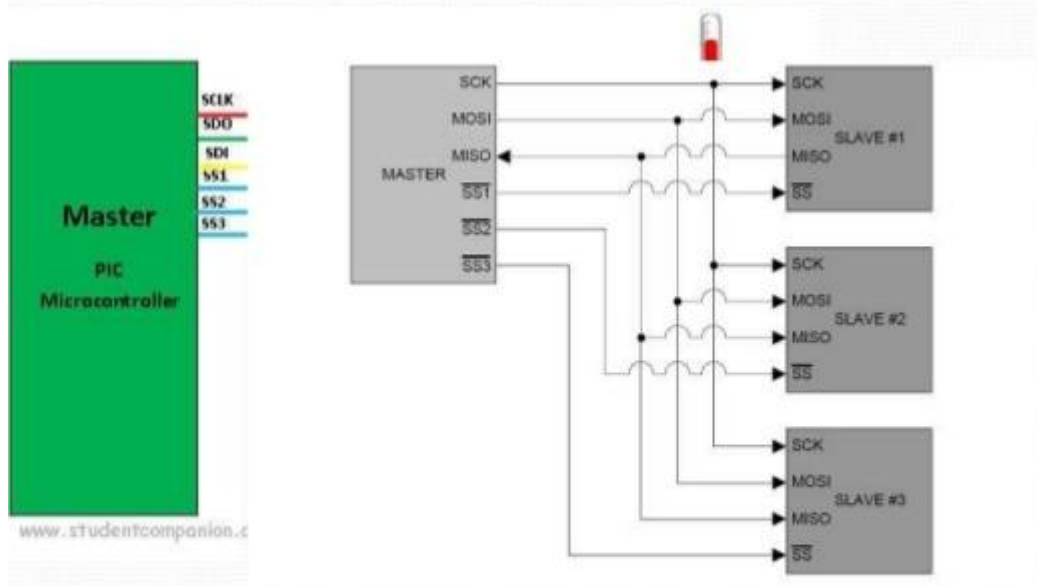 SCLK
SDO
SDI
SS1
SS2
SS3
Master
PIC
Microcontroller
www.studentcompanion.c
MASTER
SCK
MOSI
MISO
SS1
SS2
SS3
SCK
MOSI
MISO
SS
SLAVE #1
SCK
MOSI
MISO
SS
SLAVE #2
SCK
MOSI
MISO
SS
SLAVE #3